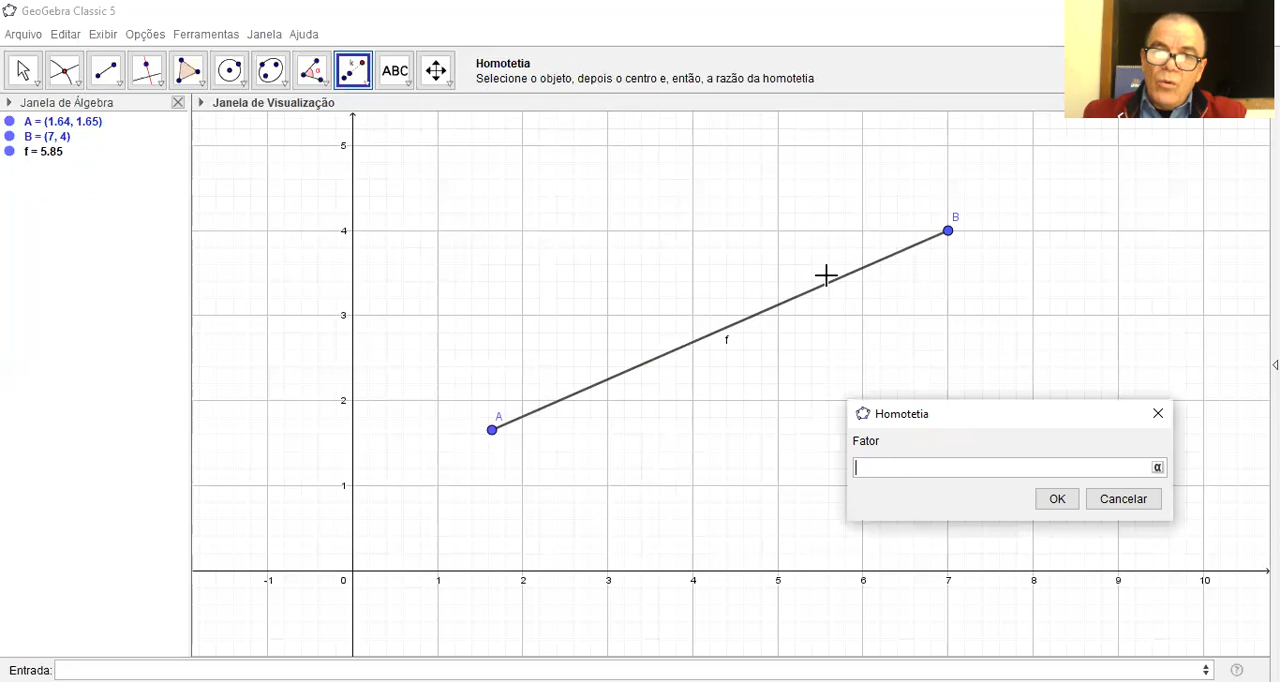 GeoGebra Classic 5
Arquivo Editar Exibir Opções Ferramentas Janela Ajuda
ABC
Homotetia
Selecione o objeto, depois o centro e, então, a razão da homotetia
Janela de Álgebra
Janela de Visualização
A = (1.64, 1.65)
B = (7, 4)
f = 5.85
5
4
3
2
1
B
f
A
Homotetia
Fator
α
OK Cancelar
-1 0 1 2 3 4 5 6 7 8 9 10
Entrada: